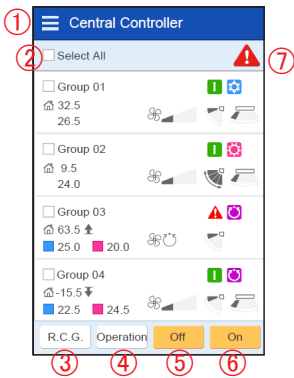 ① Central Controller
② Select All ⑦
Group 01
32.5
26.5
Group 02
9.5
24.0
Group 03
63.5
25.0 20.0
Group 04
-15.5
22.5 24.5
R.C.G. Operation Off On
③ ④ ⑤ ⑥